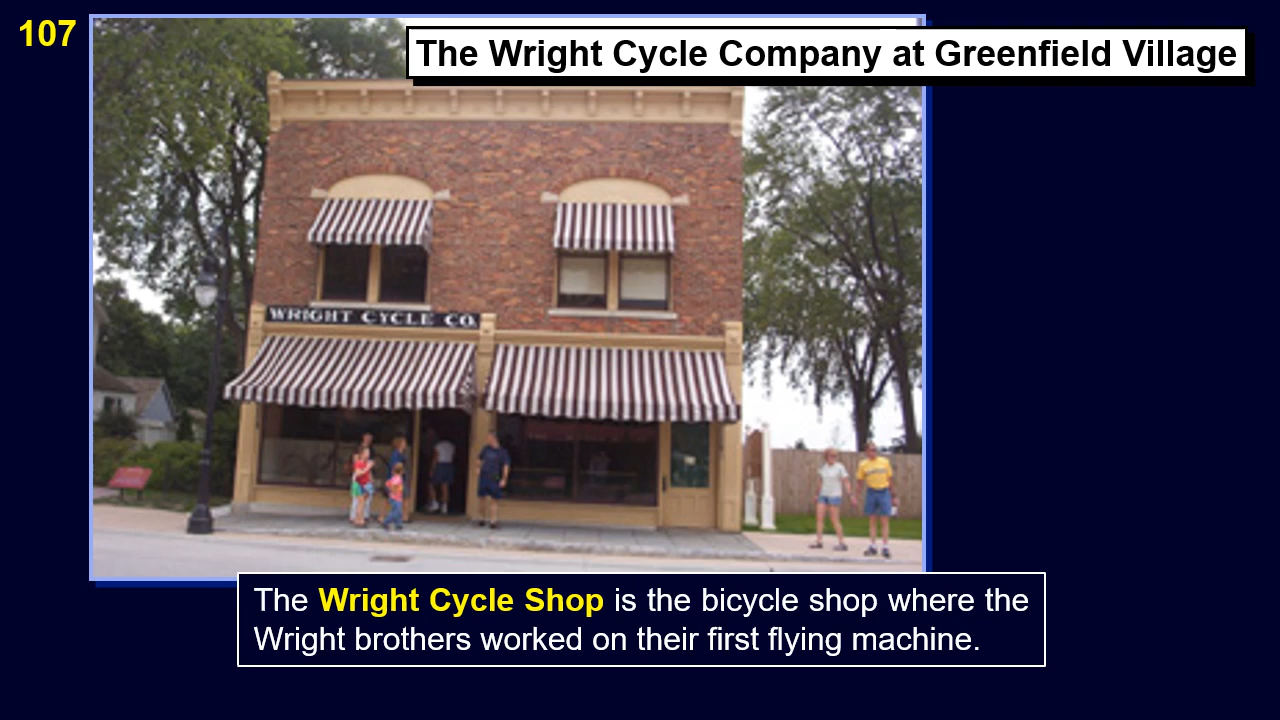 107
The Wright Cycle Company at Greenfield Village
WRIGHT CYCLE CO.
The Wright Cycle Shop is the bicycle shop where the
Wright brothers worked on their first flying machine.